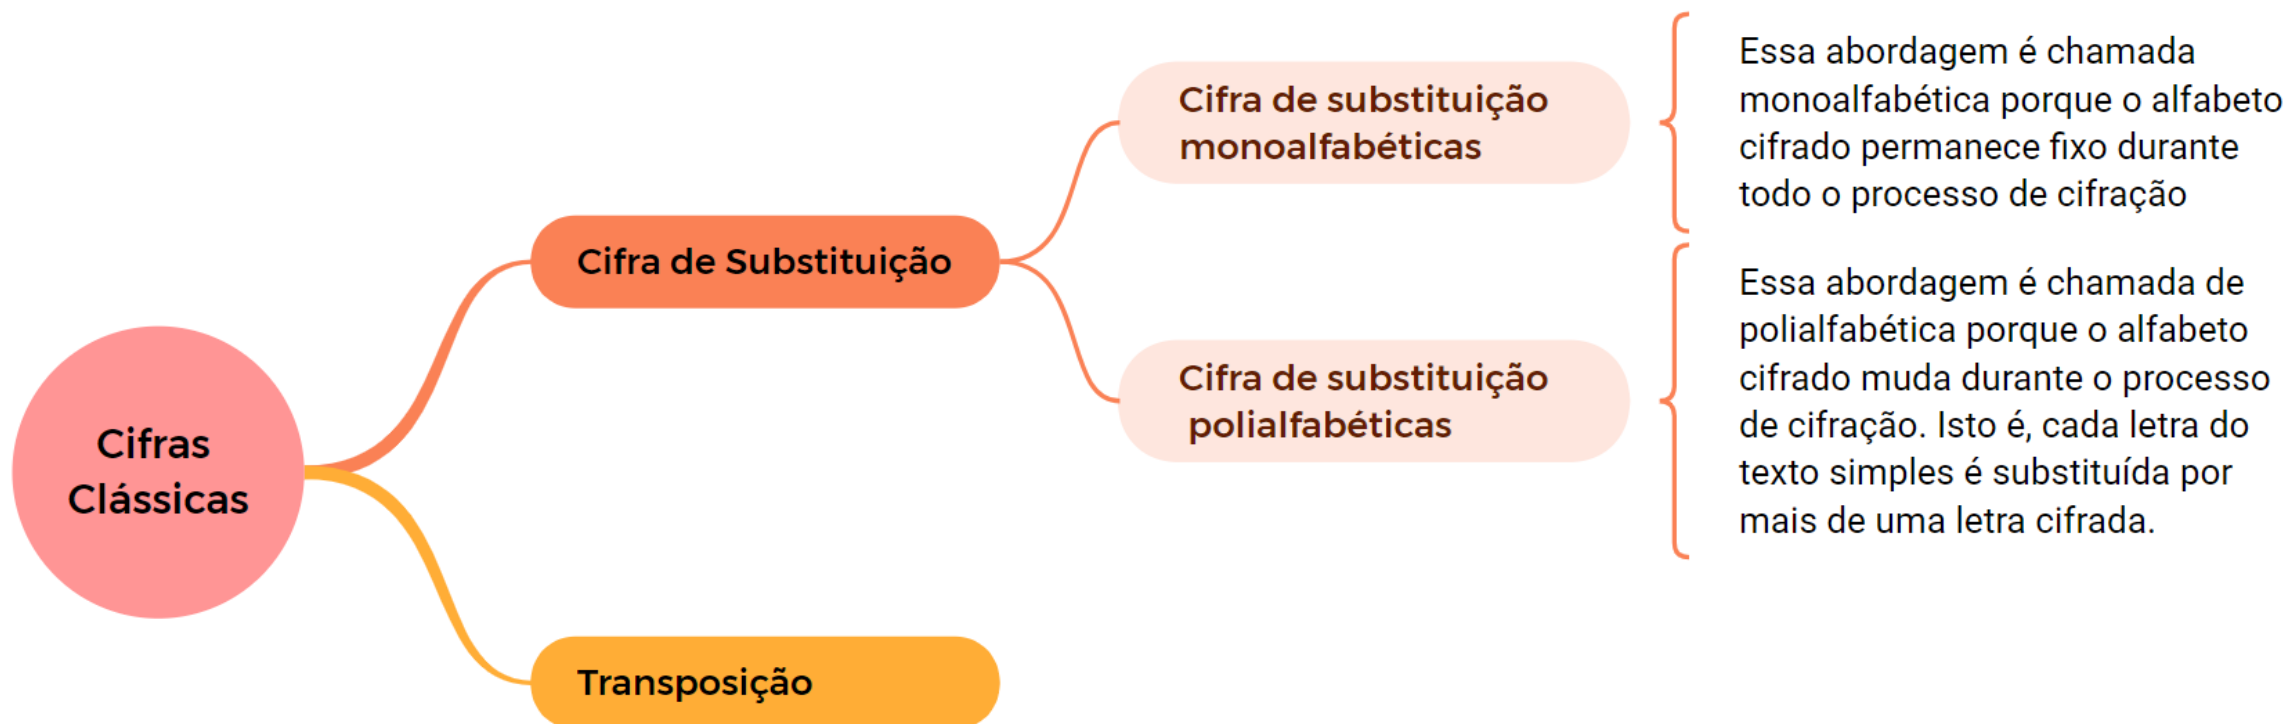 Cifras
Clássicas
Cifra de Substituição
Cifra de substituição
monoalfabéticas
Essa abordagem é chamada
monoalfabética porque o alfabeto
cifrado permanece fixo durante
todo o processo de cifração
Cifra de substituição
polialfabéticas
Essa abordagem é chamada de
polialfabética porque o alfabeto
cifrado muda durante o processo
de cifração. Isto é, cada letra do
texto simples é substituída por
mais de uma letra cifrada.
Transposição